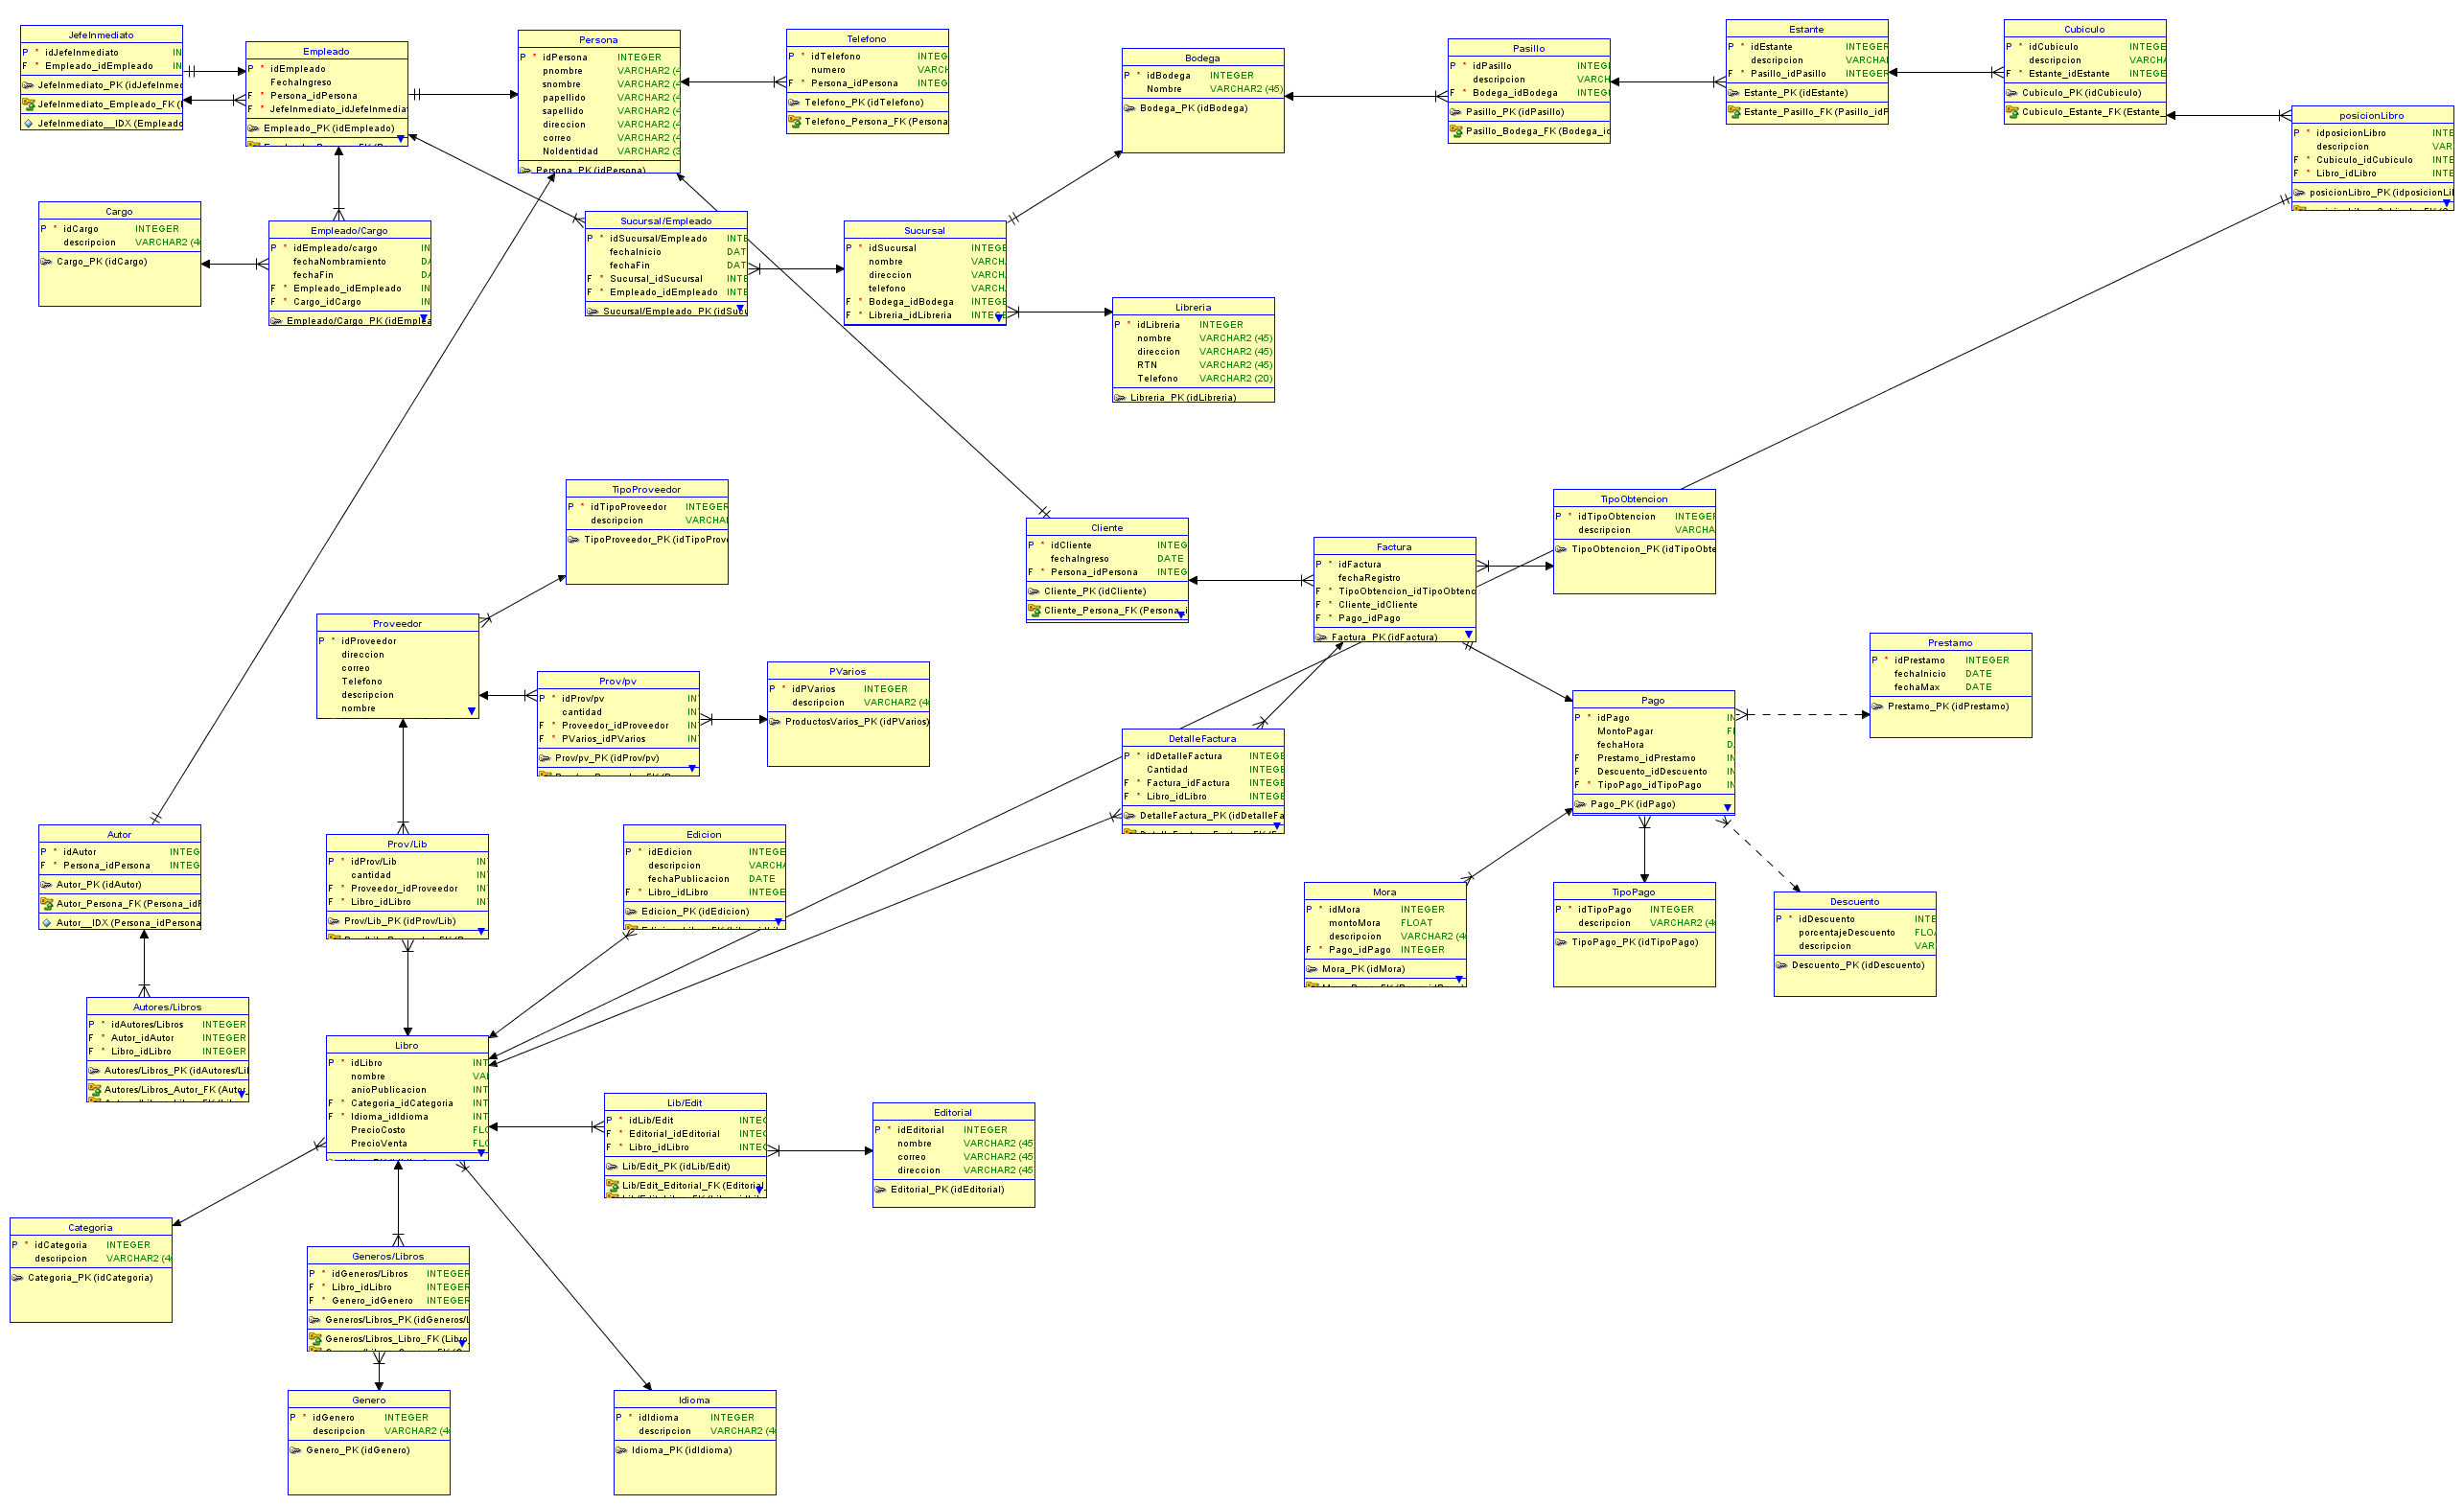 JefeInmediato
P * idJefeInmediato IN
F * Empleado_idEmpleado IN
JefeInmediato_PK (idJefeInmed
JefeInmediato_Empleado_FK (
JefeInmediato__IDX (Empleado
Empleado
P * idEmpleado
FechaIngreso
F * Persona_idPersona
F * JefeInmediato_idJefeInmediat
Empleado_PK (idEmpleado)
Persona
P * idPersona INTEGER
pnombre VARCHAR2 (4
snombre VARCHAR2 (4
papellido VARCHAR2 (4
sapellido VARCHAR2 (4
direccion VARCHAR2 (4
correo VARCHAR2 (4
NoIdentidad VARCHAR2 (3
Persona_PK (idPersona)
Telefono
P * idTelefono INTEG
numero VARCH
F * Persona_idPersona INTEG
Telefono_PK (idTelefono)
Telefono_Persona_FK (Persona
Bodega
P * idBodega INTEGER
Nombre VARCHAR2 (45)
Bodega_PK (idBodega)
Pasillo
P * idPasillo INTEG
descripcion VARCH
F * Bodega_idBodega INTEG
Pasillo_PK (idPasillo)
Pasillo_Bodega_FK (Bodega_id
Estante
P * idEstante INTEGER
descripcion VARCHA
F * Pasillo_idPasillo INTEGER
Estante_PK (idEstante)
Estante_Pasillo_FK (Pasillo_idP
Cubiculo
P * idCubiculo INTEGE
descripcion VARCHA
F * Estante_idEstante INTEGE
Cubiculo_PK (idCubiculo)
Cubiculo_Estante_FK (Estante_
posicionLibro
P * idposicionLibro INTE
descripcion VAR
F * Cubiculo_idCubiculo INTE
F * Libro_idLibro INTE
posicionLibro_PK (idposicionLi
Cargo
P * idCargo INTEGER
descripcion VARCHAR2 (4
Cargo_PK (idCargo)
Empleado/Cargo
P * idEmpleado/cargo IN
fechaNombramiento DA
fechaFin DA
F * Empleado_idEmpleado IN
F * Cargo_idCargo IN
Empleado/Cargo_PK (idEmplea
Sucursal/Empleado
P * idSucursal/Empleado INTE
fechaInicio DAT
fechaFin DAT
F * Sucursal_idSucursal INTE
F * Empleado_idEmpleado INTE
Sucursal/Empleado_PK (idSucu
Sucursal
P * idSucursal INTEGE
nombre VARCH
direccion VARCH
telefono VARCH
F * Bodega_idBodega INTEGE
F * Libreria_idLibreria INTEGE
Libreria
P * idLibreria INTEGER
nombre VARCHAR2 (45)
direccion VARCHAR2 (45)
RTN VARCHAR2 (45)
Telefono VARCHAR2 (20)
Libreria_PK (idLibreria)
TipoProveedor
P * idTipoProveedor INTEGER
descripcion VARCHA
TipoProveedor_PK (idTipoProve
Cliente
P * idCliente INTEG
fechaIngreso DATE
F * Persona_idPersona INTEG
Cliente_PK (idCliente)
Cliente_Persona_FK (Persona_i
Factura
P * idFactura
fechaRegistro
F * TipoObtencion_idTipoObtenc
F * Cliente_idCliente
F * Pago_idPago
Factura_PK (idFactura)
TipoObtencion
P * idTipoObtencion INTEGER
descripcion VARCHA
TipoObtencion_PK (idTipoObte
Proveedor
P * idProveedor
direccion
correo
Telefono
descripcion
nombre
Prov/pv
P * idProv/pv IN
cantidad IN
F * Proveedor_idProveedor IN
F * PVarios_idPVarios IN
Prov/pv_PK (idProv/pv)
PVarios
P * idPVarios INTEGER
descripcion VARCHAR2 (4
ProductosVarios_PK (idPVarios)
Prestamo
P * idPrestamo INTEGER
fechaInicio DATE
fechaMax DATE
Prestamo_PK (idPrestamo)
Pago
P * idPago IN
MontoPagar FL
fechaHora D
F Prestamo_idPrestamo IN
F Descuento_idDescuento IN
F * TipoPago_idTipoPago IN
Pago_PK (idPago)
DetalleFactura
P * idDetalleFactura INTEGE
Cantidad INTEGE
F * Factura_idFactura INTEGE
F * Libro_idLibro INTEGE
DetalleFactura_PK (idDetalleFa
Autor
P * idAutor INTEG
F * Persona_idPersona INTEG
Autor_PK (idAutor)
Autor_Persona_FK (Persona_idP
Autor__IDX (Persona_idPersona
Prov/Lib
P * idProv/Lib INT
cantidad INT
F * Proveedor_idProveedor INT
F * Libro_idLibro INT
Prov/Lib_PK (idProv/Lib)
Edicion
P * idEdicion INTEGE
descripcion VARCHA
fechaPublicacion DATE
F * Libro_idLibro INTEGE
Edicion_PK (idEdicion)
Mora
P * idMora INTEGER
montoMora FLOAT
descripcion VARCHAR2 (4
F * Pago_idPago INTEGER
Mora_PK (idMora)
TipoPago
P * idTipoPago INTEGER
descripcion VARCHAR2 (4
TipoPago_PK (idTipoPago)
Descuento
P * idDescuento INTE
porcentajeDescuento FLOA
descripcion VAR
Descuento_PK (idDescuento)
Autores/Libros
P * idAutores/Libros INTEGER
F * Autor_idAutor INTEGER
F * Libro_idLibro INTEGER
Autores/Libros_PK (idAutores/Li
Autores/Libros_Autor_FK (Autor_
Libro
P * idLibro INT
nombre VA
anioPublicacion INT
F * Categoria_idCategoria INT
F * Idioma_idIdioma INT
PrecioCosto FLO
PrecioVenta FLO
Lib/Edit
P * idLib/Edit INTEG
F * Editorial_idEditorial INTEG
F * Libro_idLibro INTEG
Lib/Edit_PK (idLib/Edit)
Lib/Edit_Editorial_FK (Editorial_
Editorial
P * idEditorial INTEGER
nombre VARCHAR2 (45
correo VARCHAR2 (45
direccion VARCHAR2 (45
Editorial_PK (idEditorial)
Categoria
P * idCategoria INTEGER
descripcion VARCHAR2 (4
Categoria_PK (idCategoria)
Generos/Libros
P * idGeneros/Libros INTEGER
F * Libro_idLibro INTEGER
F * Genero_idGenero INTEGER
Generos/Libros_PK (idGeneros/L
Generos/Libros_Libro_FK (Libro_
Genero
P * idGenero INTEGER
descripcion VARCHAR2 (4
Genero_PK (idGenero)
Idioma
P * idIdioma INTEGER
descripcion VARCHAR2 (4
Idioma_PK (idIdioma)